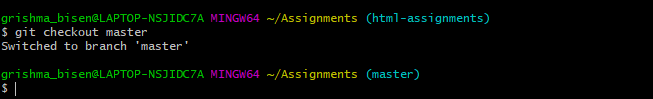 grishma_bisen@LAPTOP-NSJIDC7A MINGW64 ~/Assignments (html-assignments)
$ git checkout master
Switched to branch 'master'
grishma_bisen@LAPTOP-NSJIDC7A MINGW64 ~/Assignments (master)
$